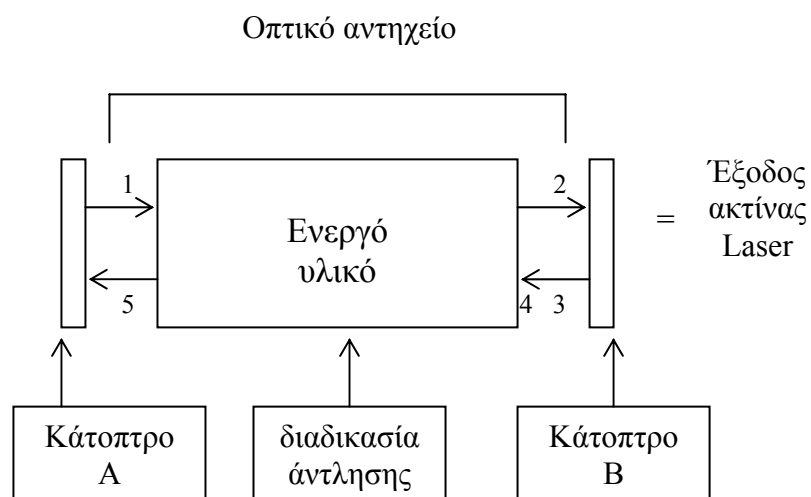 Οπτικό αντηχείο
1
2
Ενεργό
υλικό
=
Έξοδος
ακτίνας
Laser
5
4
3
Κάτοπτρο
Α
διαδικασία
άντλησης
Κάτοπτρο
Β